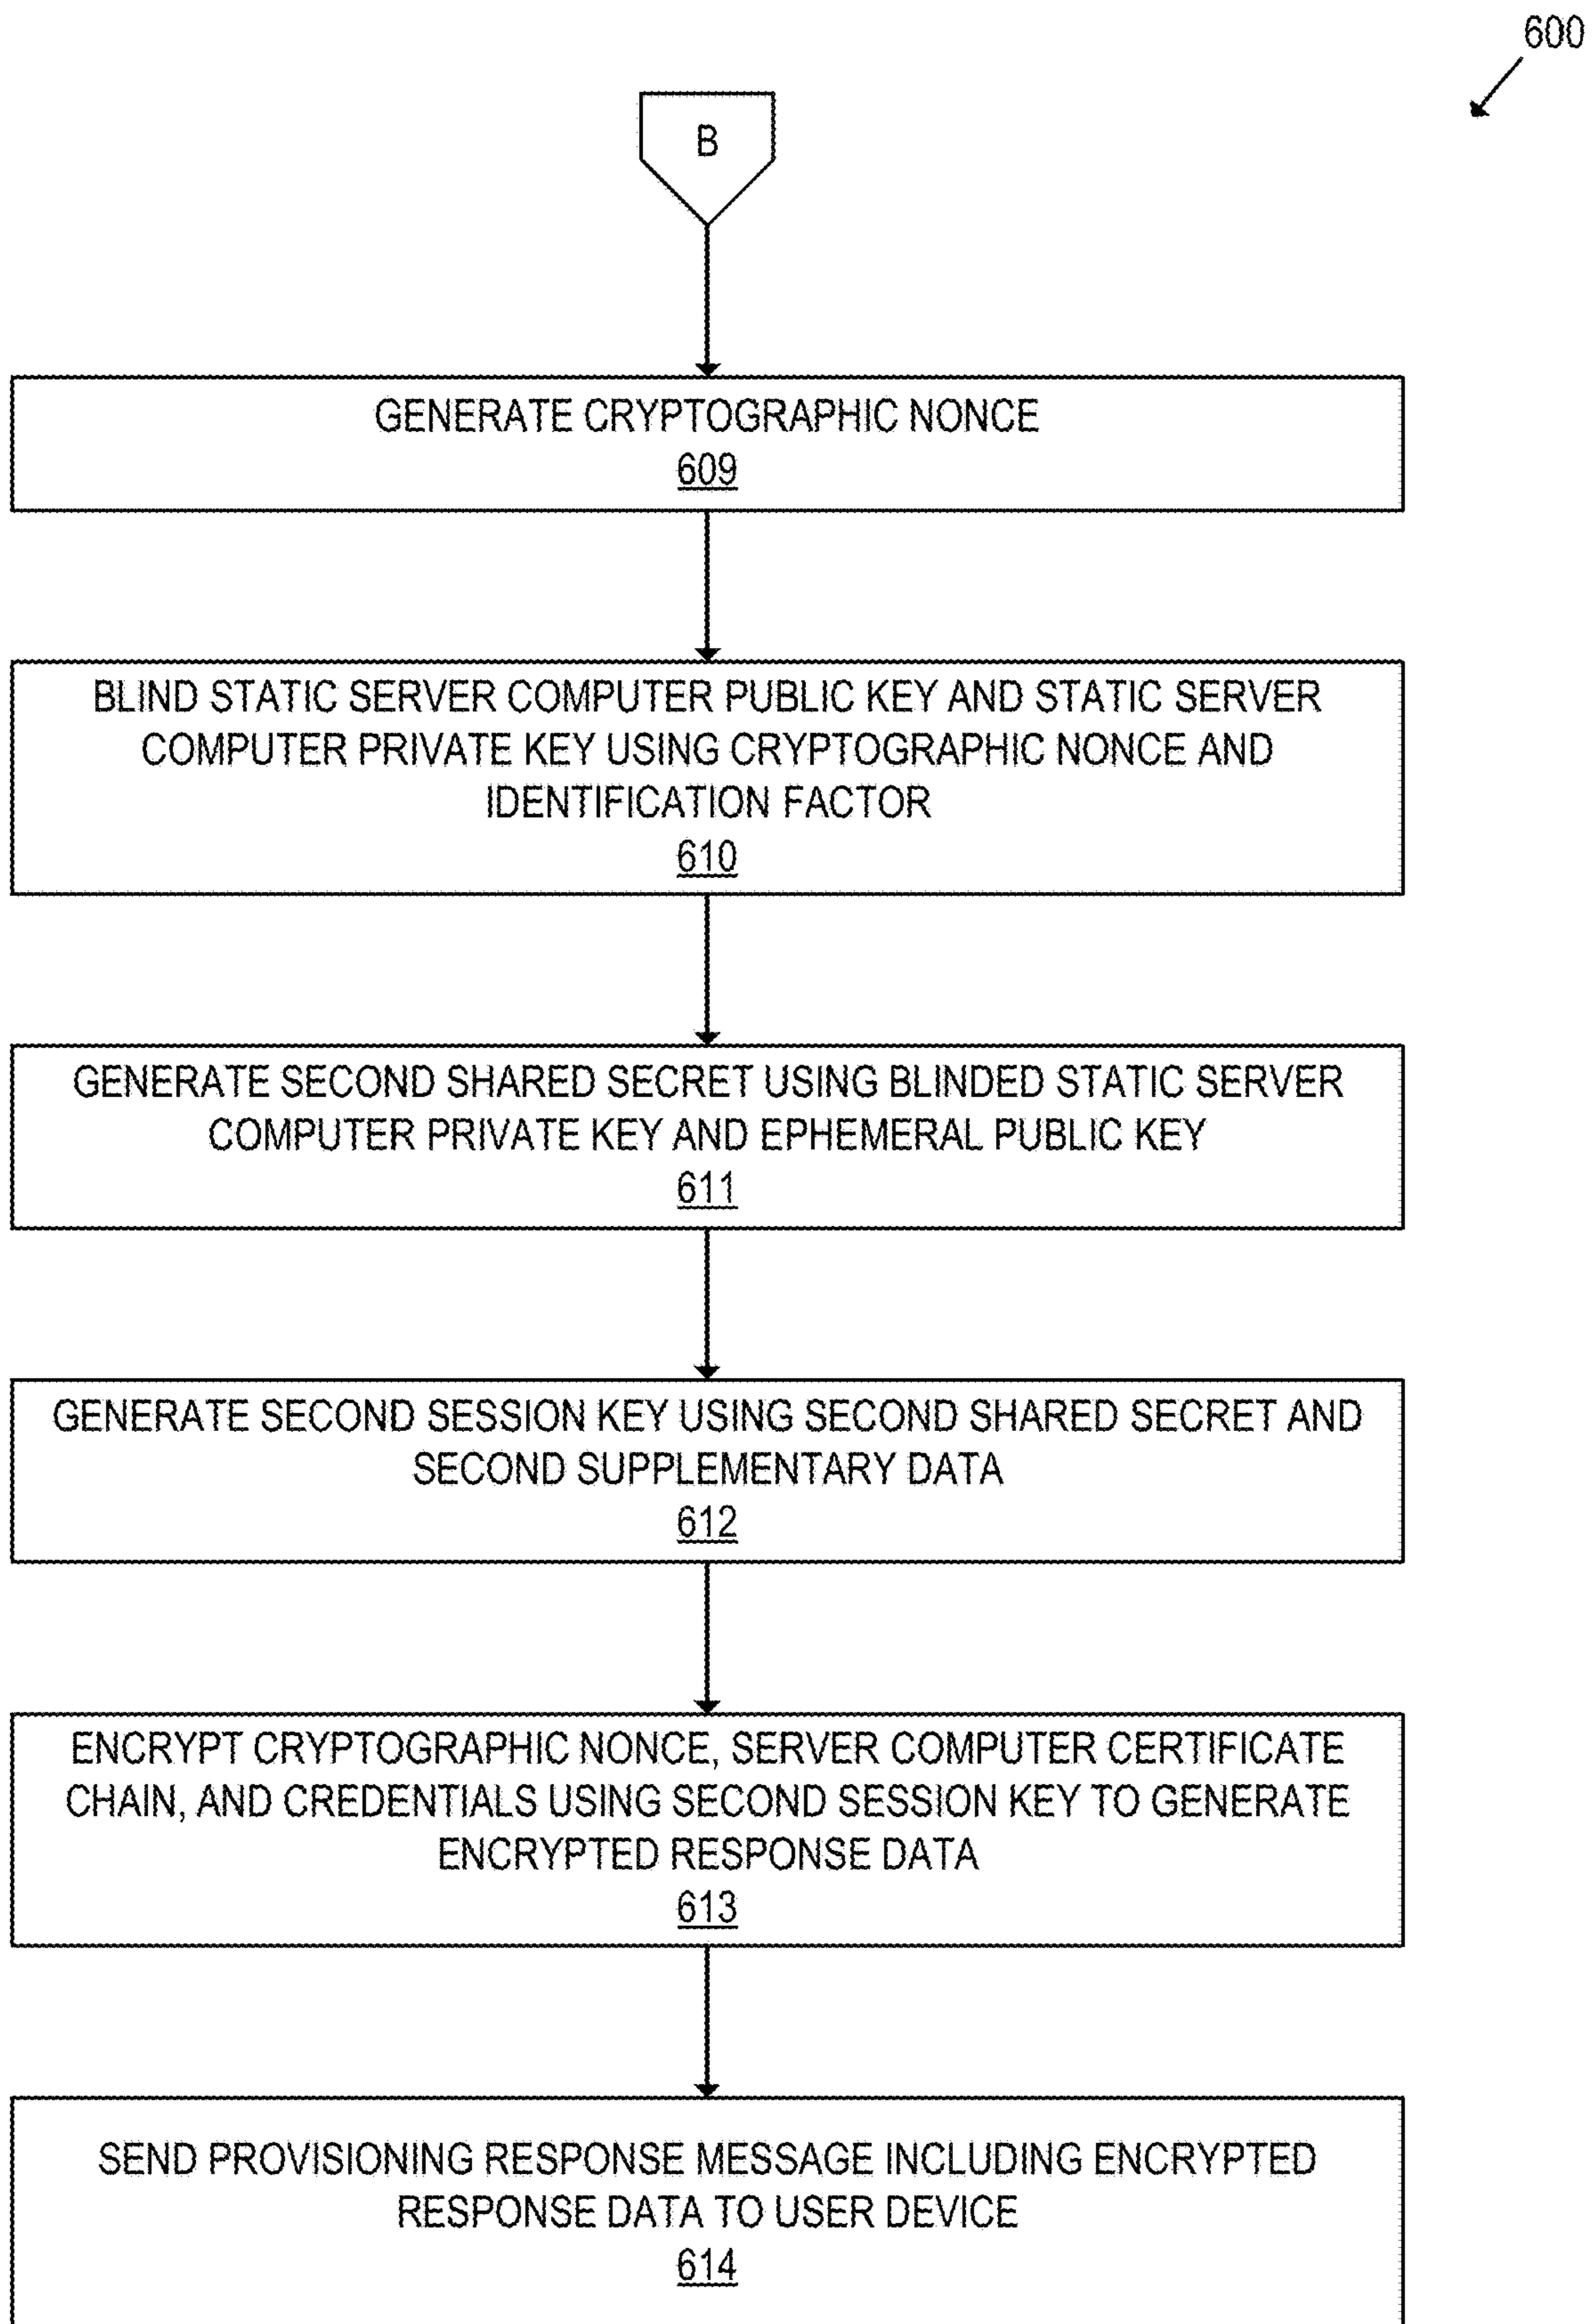 600
B
GENERATE CRYPTOGRAPHIC NONCE
609
BLIND STATIC SERVER COMPUTER PUBLIC KEY AND STATIC SERVER
COMPUTER PRIVATE KEY USING CRYPTOGRAPHIC NONCE AND
IDENTIFICATION FACTOR
610
GENERATE SECOND SHARED SECRET USING BLINDED STATIC SERVER
COMPUTER PRIVATE KEY AND EPHEMERAL PUBLIC KEY
611
GENERATE SECOND SESSION KEY USING SECOND SHARED SECRET AND
SECOND SUPPLEMENTARY DATA
612
ENCRYPT CRYPTOGRAPHIC NONCE, SERVER COMPUTER CERTIFICATE
CHAIN, AND CREDENTIALS USING SECOND SESSION KEY TO GENERATE
ENCRYPTED RESPONSE DATA
613
SEND PROVISIONING RESPONSE MESSAGE INCLUDING ENCRYPTED
RESPONSE DATA TO USER DEVICE
614